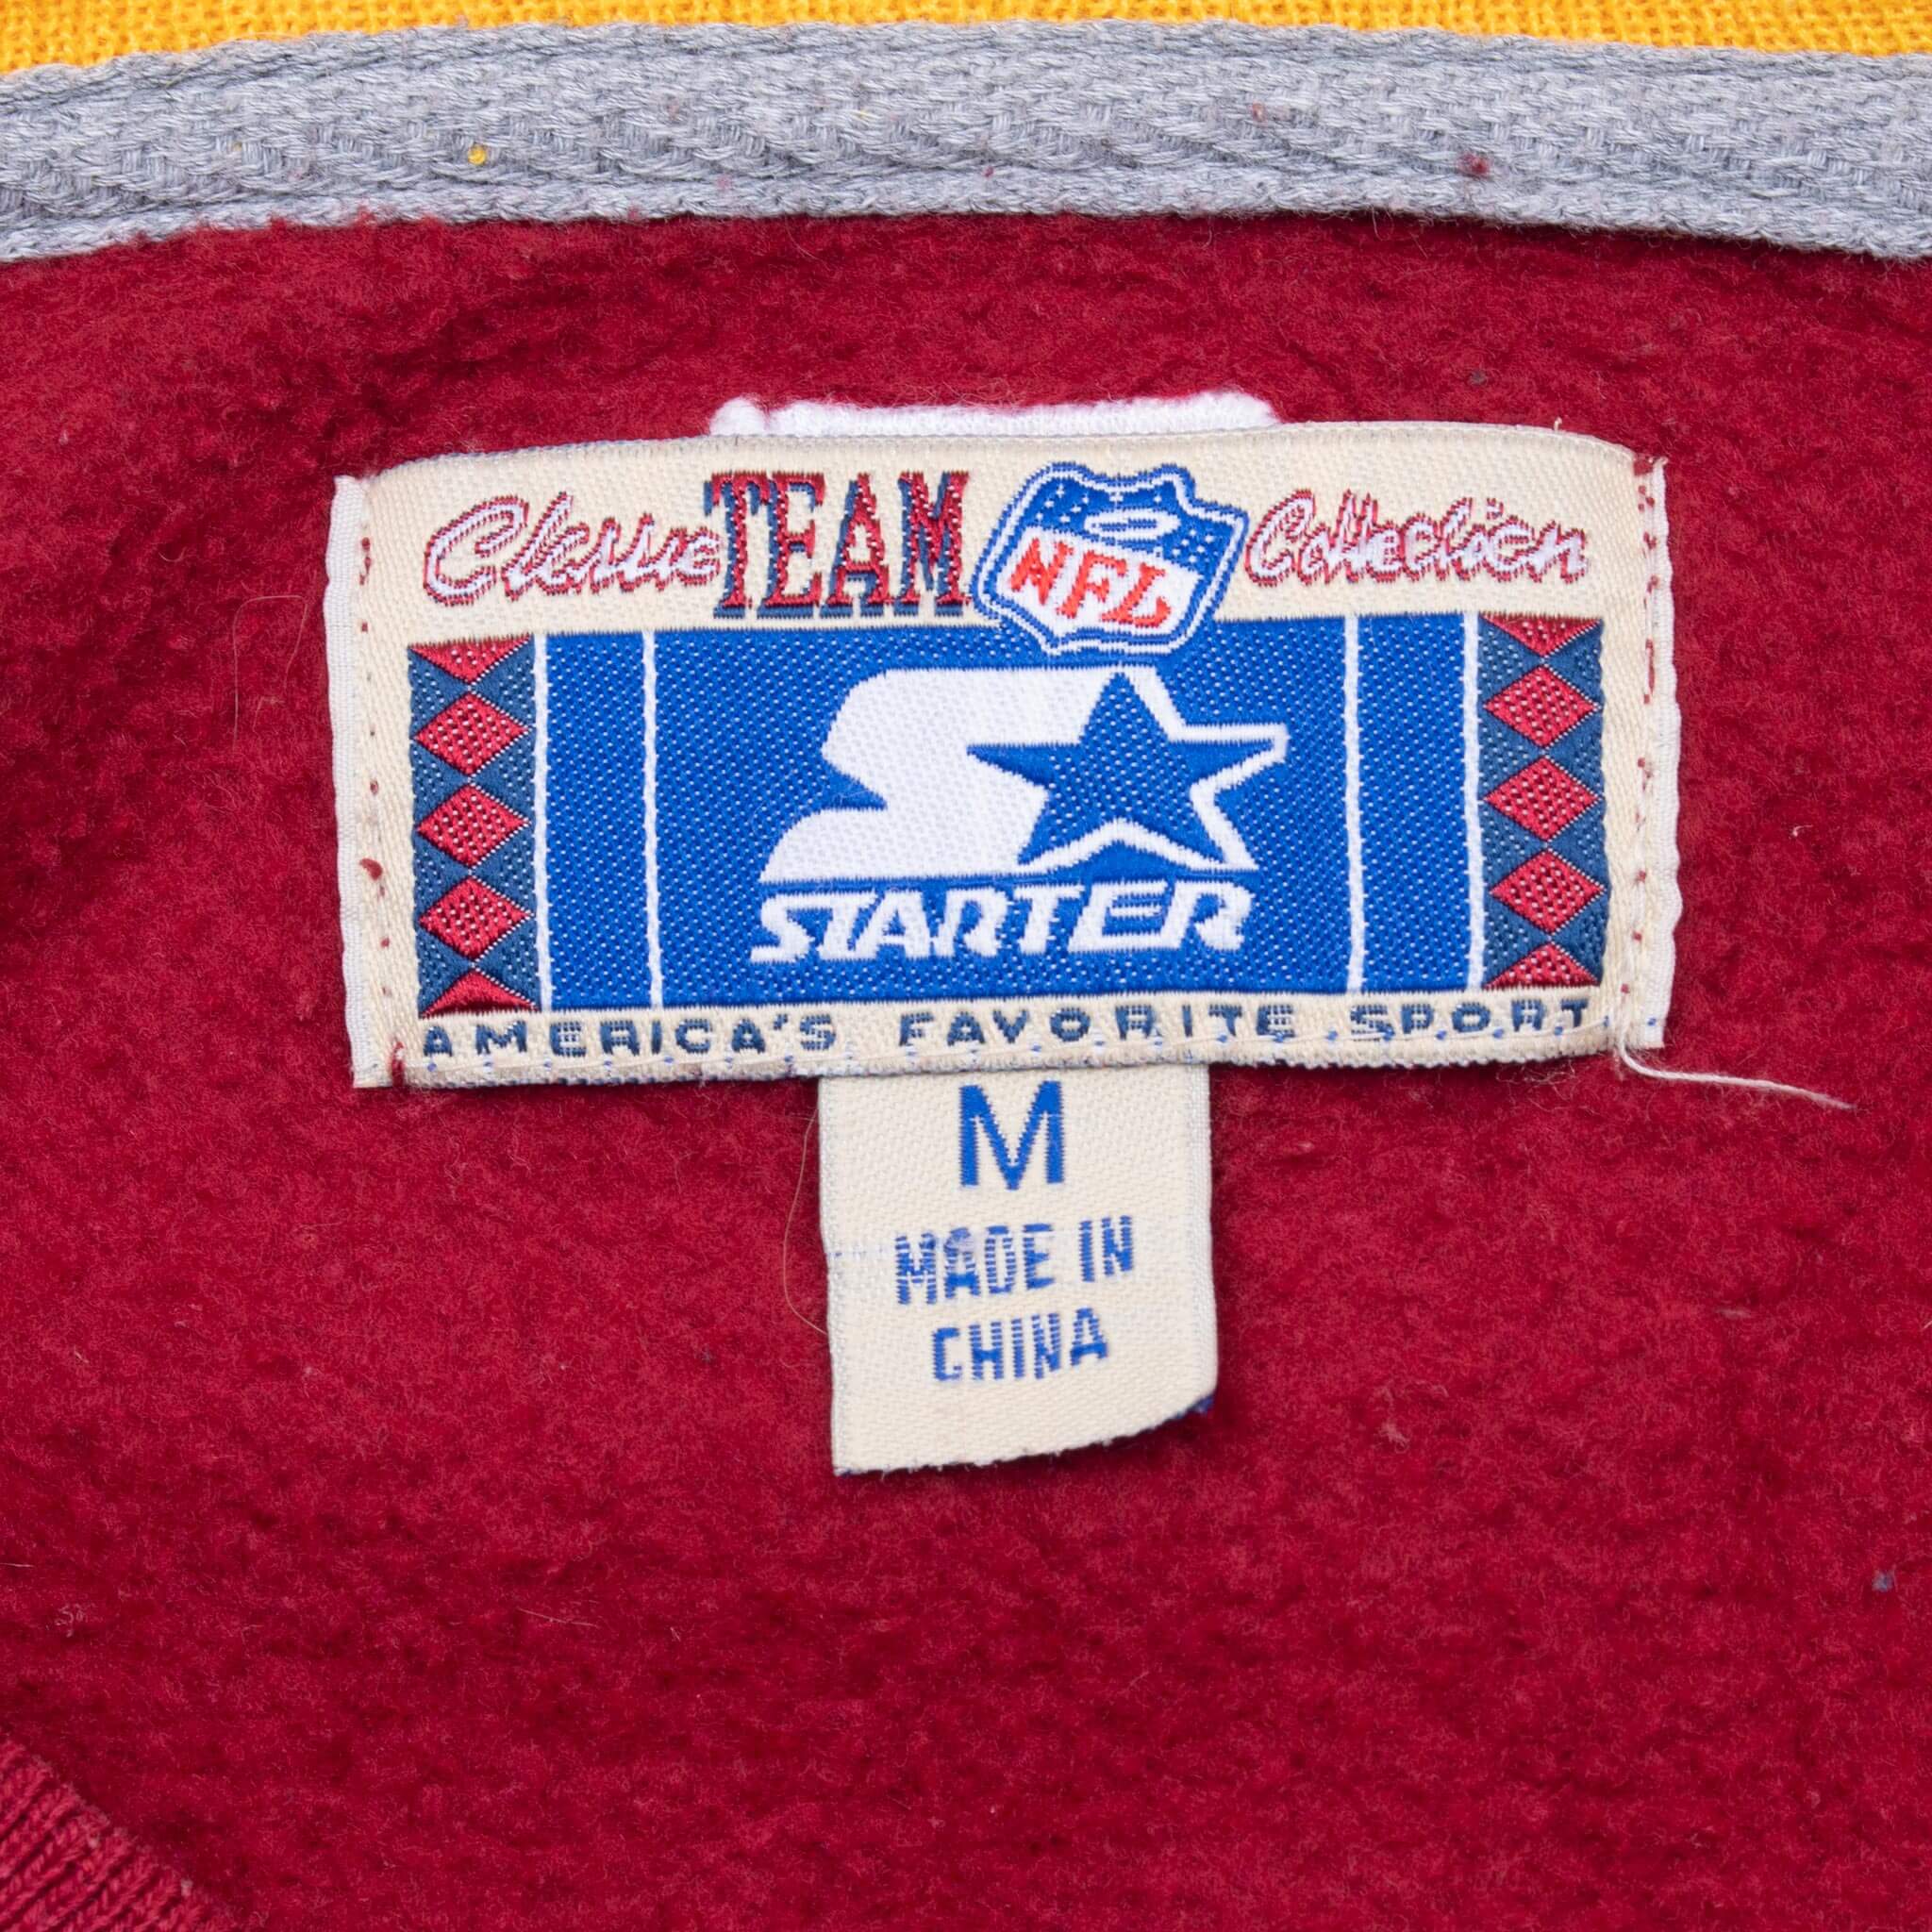 Classic TEAM NFL Collection
STARTER
AMERICA'S FAVORITE SPORT
M
MADE IN
CHINA